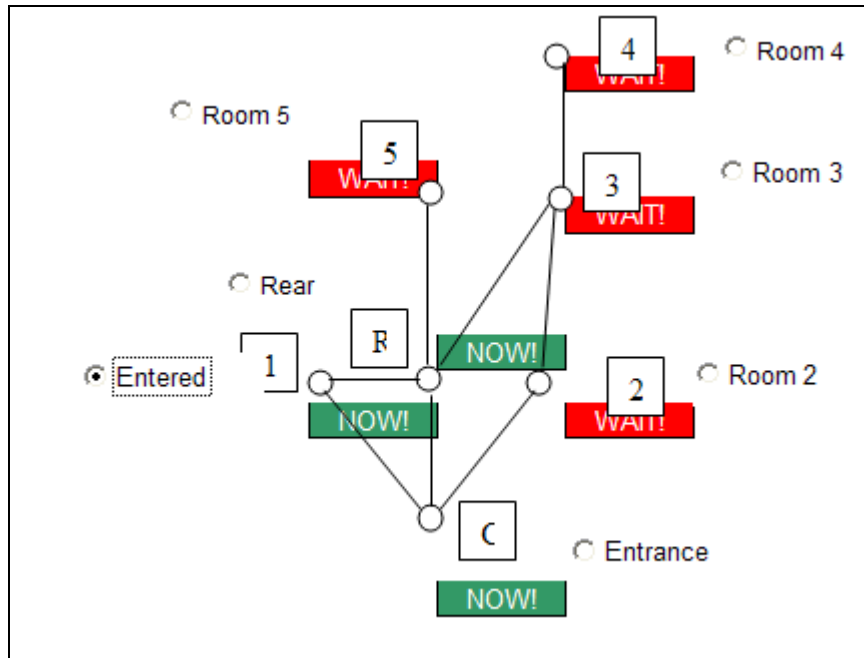 4
Room 4
WAIT!
Room 5
5
WAIT!
3
Room 3
WAIT!
Rear
R
NOW!
1
Entered
2
Room 2
NOW!
WAIT!
C
Entrance
NOW!